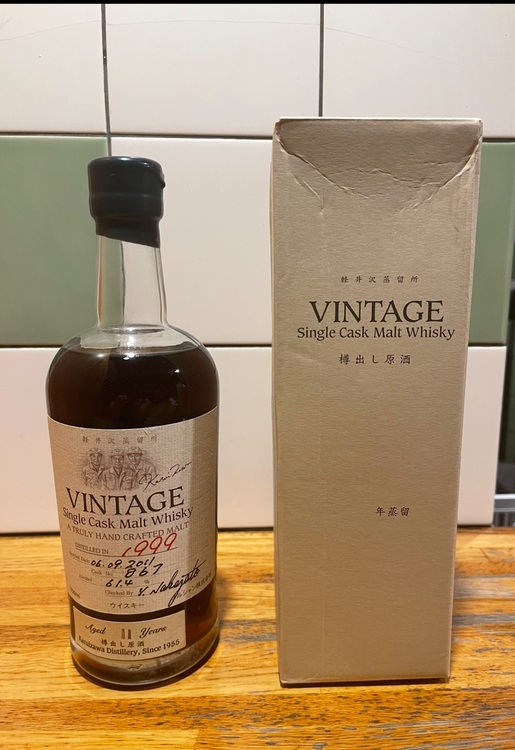 軽井沢蒸留所
VINTAGE
Single Cask Malt Whisky
A TRULY HAND CRAFTED MALT
DISTILLED IN 1999
06.09.2011
Cask No. 867
61.4 %
Checked By Y. Nakazato
ウイスキー
Aged 11 Years
樽出し原酒
Karuizawa Distillery, Since 1955
軽井沢蒸留所
VINTAGE
Single Cask Malt Whisky
樽出し原酒
年蒸留